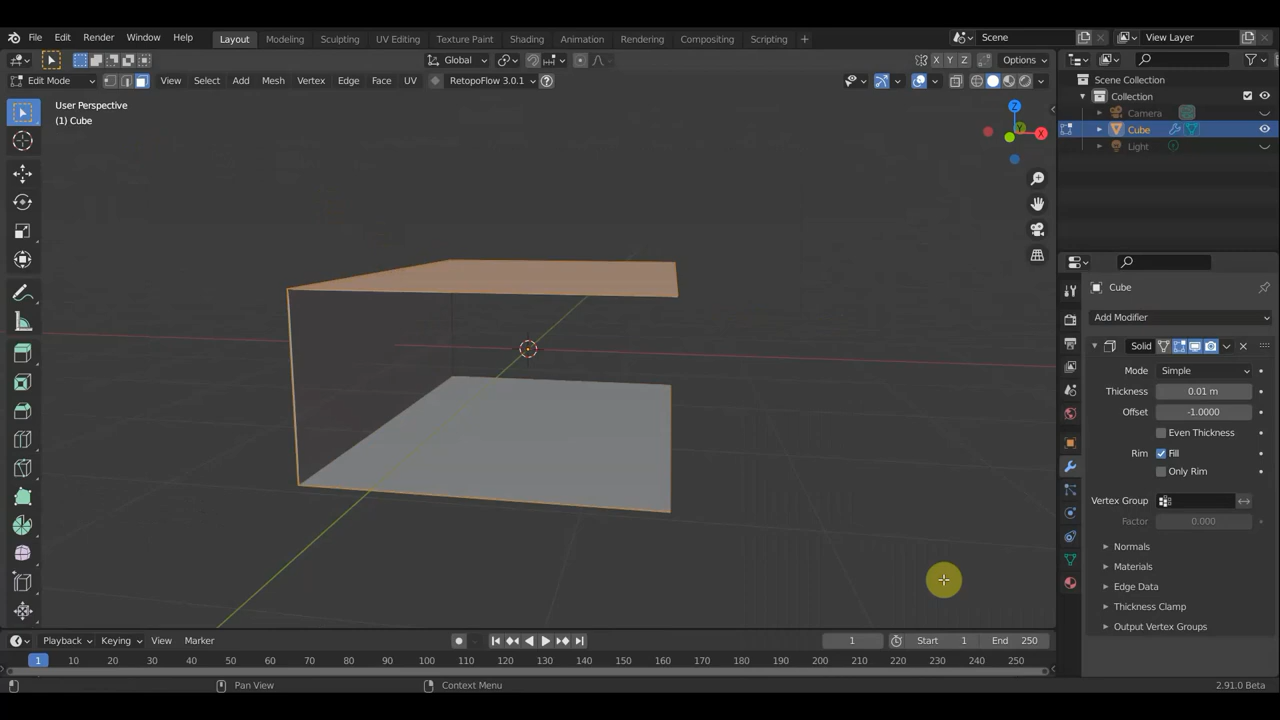 File Edit Render Window Help Layout Modeling Sculpting UV Editing Texture Paint Shading Animation Rendering Compositing Scripting + Scene View Layer
Global X Y Z Options
Edit Mode View Select Add Mesh Vertex Edge Face UV RetopoFlow 3.0.1
User Perspective
(1) Cube
Z
Y
X
Scene Collection
Collection
Camera
Cube
Light
Cube
Add Modifier
Solid
Mode Simple
Thickness 0.01 m
Offset -1.0000
Even Thickness
Rim Fill
Only Rim
Vertex Group
Factor 0.000
Normals
Materials
Edge Data
Thickness Clamp
Output Vertex Groups
Playback Keying View Marker 1 Start 1 End 250
1 10 20 30 40 50 60 70 80 90 100 110 120 130 140 150 160 170 180 190 200 210 220 230 240 250
Pan View Context Menu 2.91.0 Beta